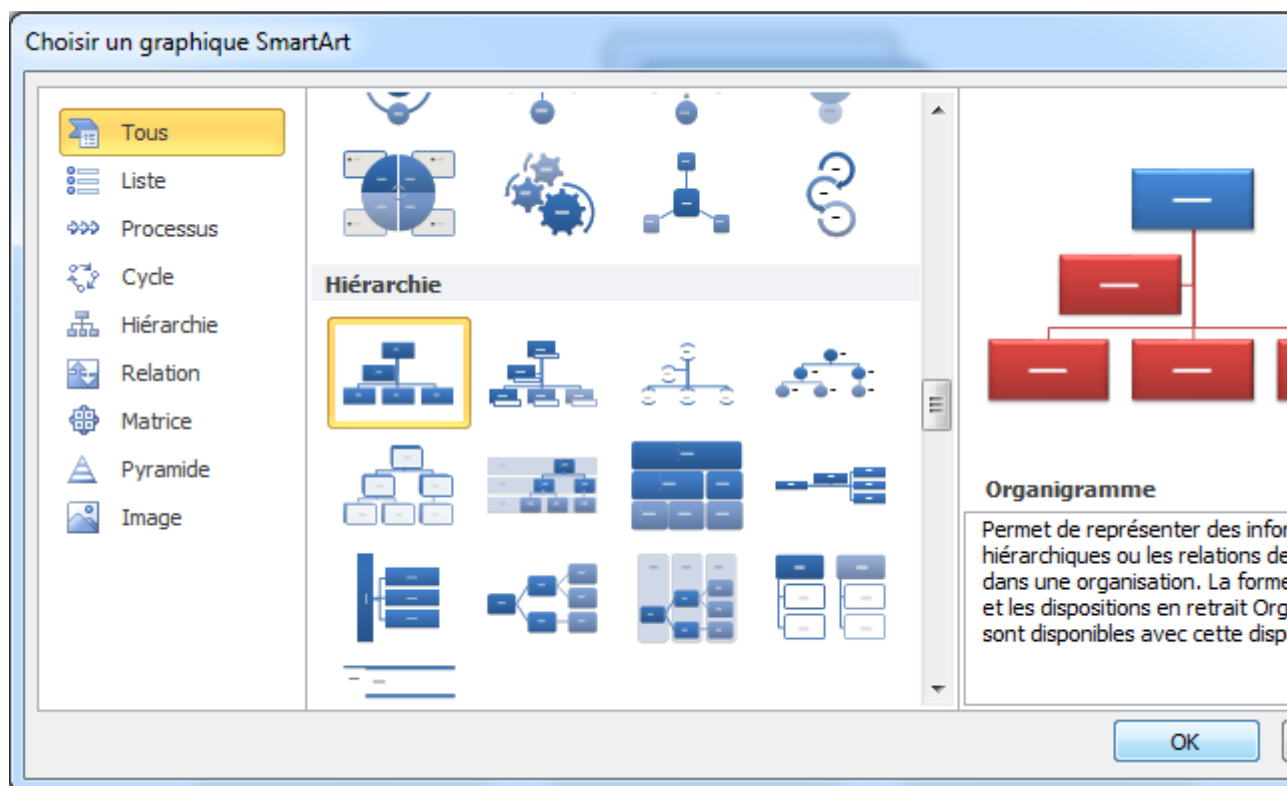 Choisir un graphique SmartArt
Tous
Liste
Processus
Cycle
Hiérarchie
Relation
Matrice
Pyramide
Image
Hiérarchie
Organigramme
Permet de représenter des infor
hiérarchiques ou les relations de
dans une organisation. La forme
et les dispositions en retrait Org
sont disponibles avec cette disp
OK